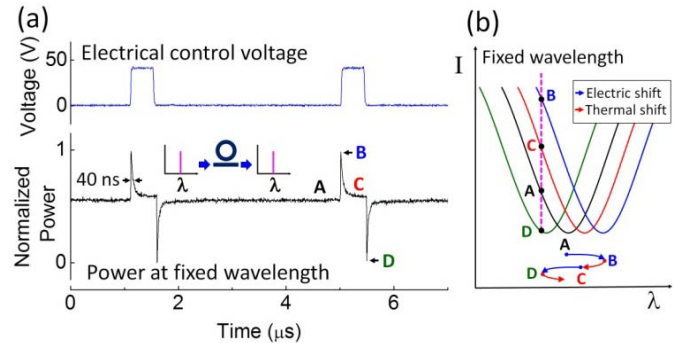 (a)
Electrical control voltage
Voltage (V)
50
0
Normalized
Power
1
0
40 ns
λ
λ
A
B
C
D
Power at fixed wavelength
0
2
4
6
Time (μs)
(b)
I
Fixed wavelength
Electric shift
Thermal shift
B
C
A
D
A
B
D
C
λ